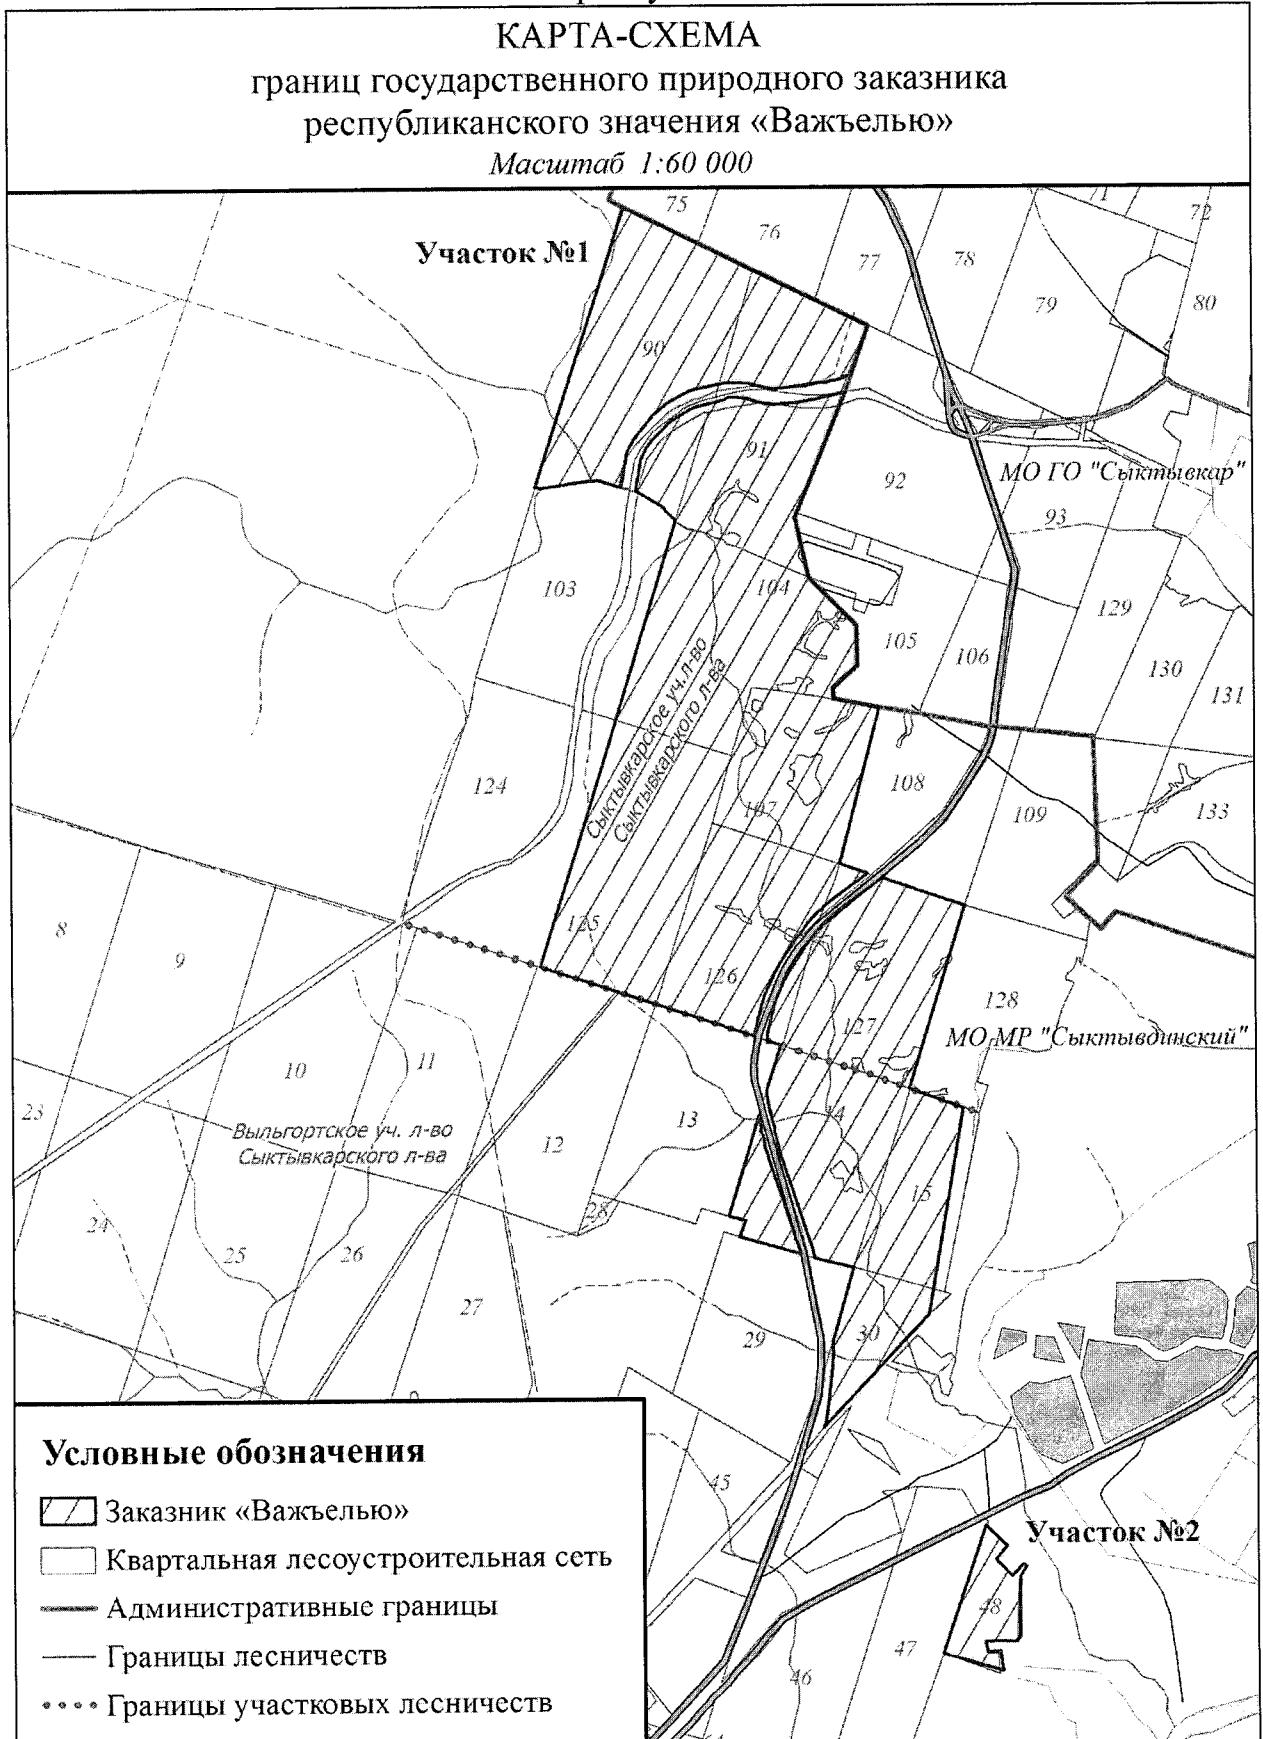 КАРТА-СХЕМА
границ государственного природного заказника
республиканского значения «Важъелью»
Масштаб 1:60 000
75
71
72
76
Участок №1
77
78
79
80
90
91
МО ГО "Сыктывкар"
92
93
103
104
129
105
106
130
131
Сыктывкарское уч.л-во
Сыктывкарского л-ва
124
108
107
109
133
8
125
9
126
128
127
МО МР "Сыктывдинский"
10
11
23
14
13
Выльгортское уч. л-во
12
Сыктывкарского л-ва
15
28
24
25
26
27
29
30
Условные обозначения
45
Заказник «Важъелью»
Участок №2
Квартальная лесоустроительная сеть
Административные границы
48
47
Границы лесничеств
46
Границы участковых лесничеств